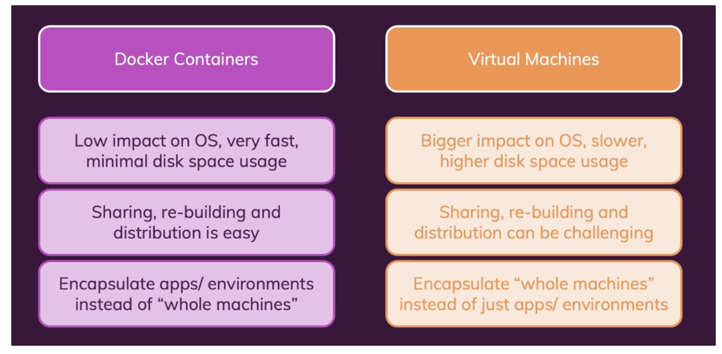 Docker Containers
Virtual Machines
Low impact on OS, very fast,
minimal disk space usage
Bigger impact on OS, slower,
higher disk space usage
Sharing, re-building and
distribution is easy
Sharing, re-building and
distribution can be challenging
Encapsulate apps/ environments
instead of “whole machines”
Encapsulate “whole machines”
instead of just apps/ environments